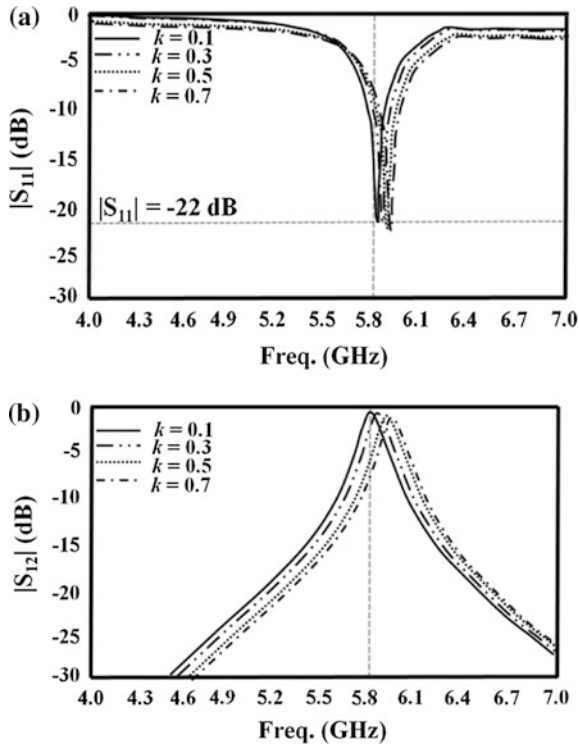 (a)
0
-5
-10
-15
-20
-25
-30
|S11| (dB)
k = 0.1
k = 0.3
k = 0.5
k = 0.7
|S11| = -22 dB
4.0 4.3 4.6 4.9 5.2 5.5 5.8 6.1 6.4 6.7 7.0
Freq. (GHz)
(b)
0
-5
-10
-15
-20
-25
-30
|S12| (dB)
k = 0.1
k = 0.3
k = 0.5
k = 0.7
4.0 4.3 4.6 4.9 5.2 5.5 5.8 6.1 6.4 6.7 7.0
Freq. (GHz)